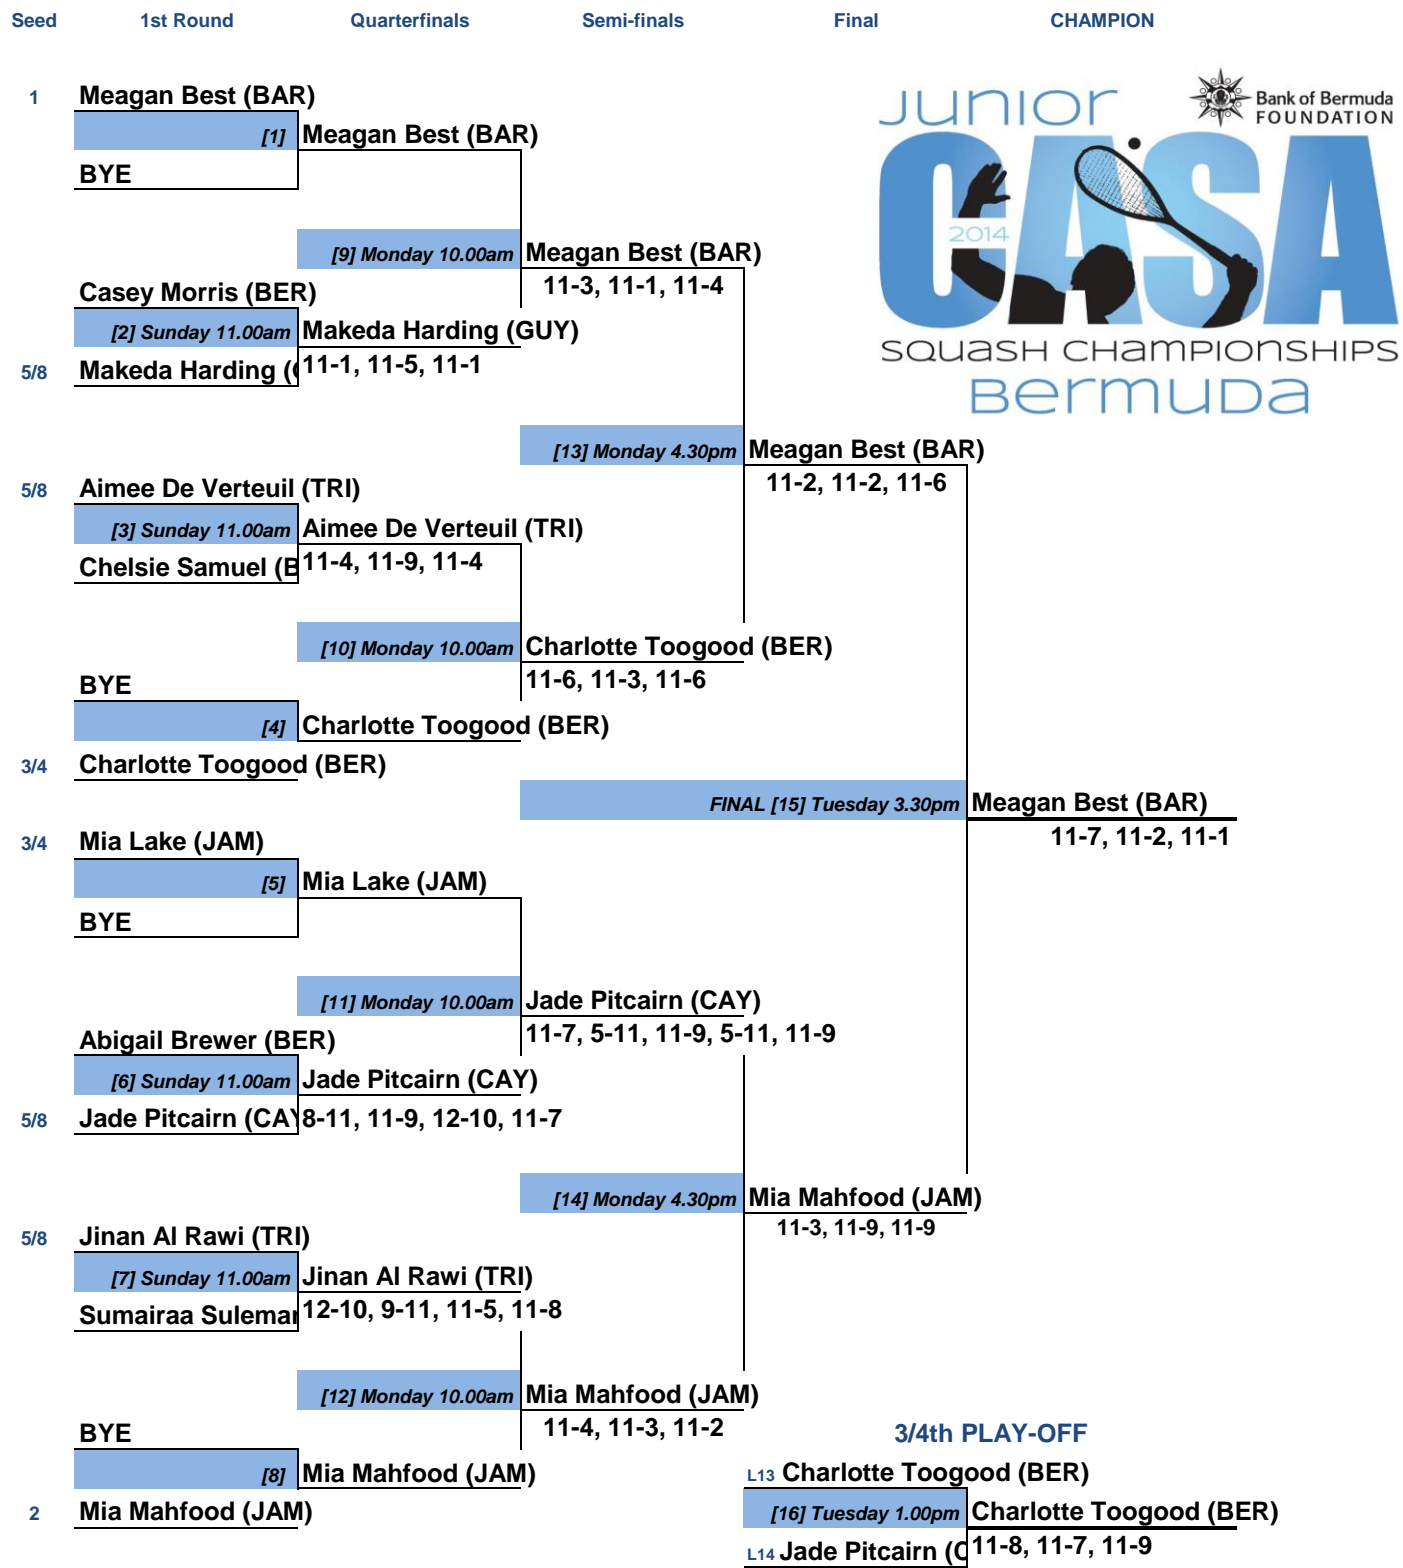 Seed 1st Round Quarterfinals Semi-finals Final CHAMPION
JUNIOR
Bank of Bermuda
FOUNDATION
CASA
2014
SQUASH CHAMPIONSHIPS
BERMUDA
1 Meagan Best (BAR)
[1] Meagan Best (BAR)
BYE
[9] Monday 10.00am Meagan Best (BAR)
11-3, 11-1, 11-4
Casey Morris (BER)
[2] Sunday 11.00am Makeda Harding (GUY)
5/8 Makeda Harding ( 11-1, 11-5, 11-1
[13] Monday 4.30pm Meagan Best (BAR)
11-2, 11-2, 11-6
5/8 Aimee De Verteuil (TRI)
[3] Sunday 11.00am Aimee De Verteuil (TRI)
Chelsie Samuel (B 11-4, 11-9, 11-4
[10] Monday 10.00am Charlotte Toogood (BER)
11-6, 11-3, 11-6
BYE
[4] Charlotte Toogood (BER)
3/4 Charlotte Toogood (BER)
FINAL [15] Tuesday 3.30pm Meagan Best (BAR)
11-7, 11-2, 11-1
3/4 Mia Lake (JAM)
[5] Mia Lake (JAM)
BYE
[11] Monday 10.00am Jade Pitcairn (CAY)
11-7, 5-11, 11-9, 5-11, 11-9
Abigail Brewer (BER)
[6] Sunday 11.00am Jade Pitcairn (CAY)
5/8 Jade Pitcairn (CAY 8-11, 11-9, 12-10, 11-7
[14] Monday 4.30pm Mia Mahfood (JAM)
11-3, 11-9, 11-9
5/8 Jinan Al Rawi (TRI)
[7] Sunday 11.00am Jinan Al Rawi (TRI)
Sumairaa Suleman 12-10, 9-11, 11-5, 11-8
[12] Monday 10.00am Mia Mahfood (JAM)
11-4, 11-3, 11-2
BYE
[8] Mia Mahfood (JAM)
2 Mia Mahfood (JAM)
3/4th PLAY-OFF
L13 Charlotte Toogood (BER)
[16] Tuesday 1.00pm Charlotte Toogood (BER)
L14 Jade Pitcairn (C 11-8, 11-7, 11-9